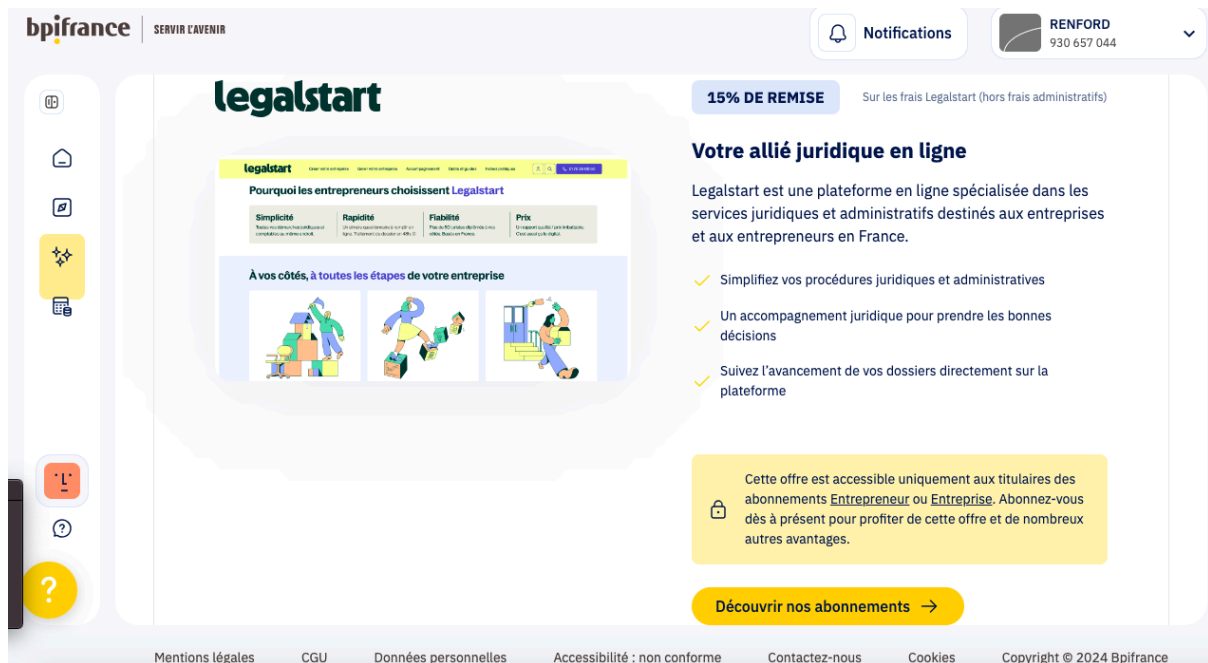 bpifrance
SERVIR L'AVENIR
Notifications
RENFORD
930 657 044
legalstart
15% DE REMISE
Sur les frais Legalstart (hors frais administratifs)
Votre allié juridique en ligne
Legalstart est une plateforme en ligne spécialisée dans les
services juridiques et administratifs destinés aux entreprises
et aux entrepreneurs en France.
Simplifiez vos procédures juridiques et administratives
Un accompagnement juridique pour prendre les bonnes
décisions
Suivez l'avancement de vos dossiers directement sur la
plateforme
legalstart
Pourquoi les entrepreneurs choisissent Legalstart
Simplicité
Rapidité
Fiabilité
Prix
À vos côtés, à toutes les étapes de votre entreprise
Cette offre est accessible uniquement aux titulaires des
abonnements Entrepreneur ou Entreprise. Abonnez-vous
dès à présent pour profiter de cette offre et de nombreux
autres avantages.
Découvrir nos abonnements
?
Mentions légales
CGU
Données personnelles
Accessibilité : non conforme
Contactez-nous
Cookies
Copyright © 2024 Bpifrance